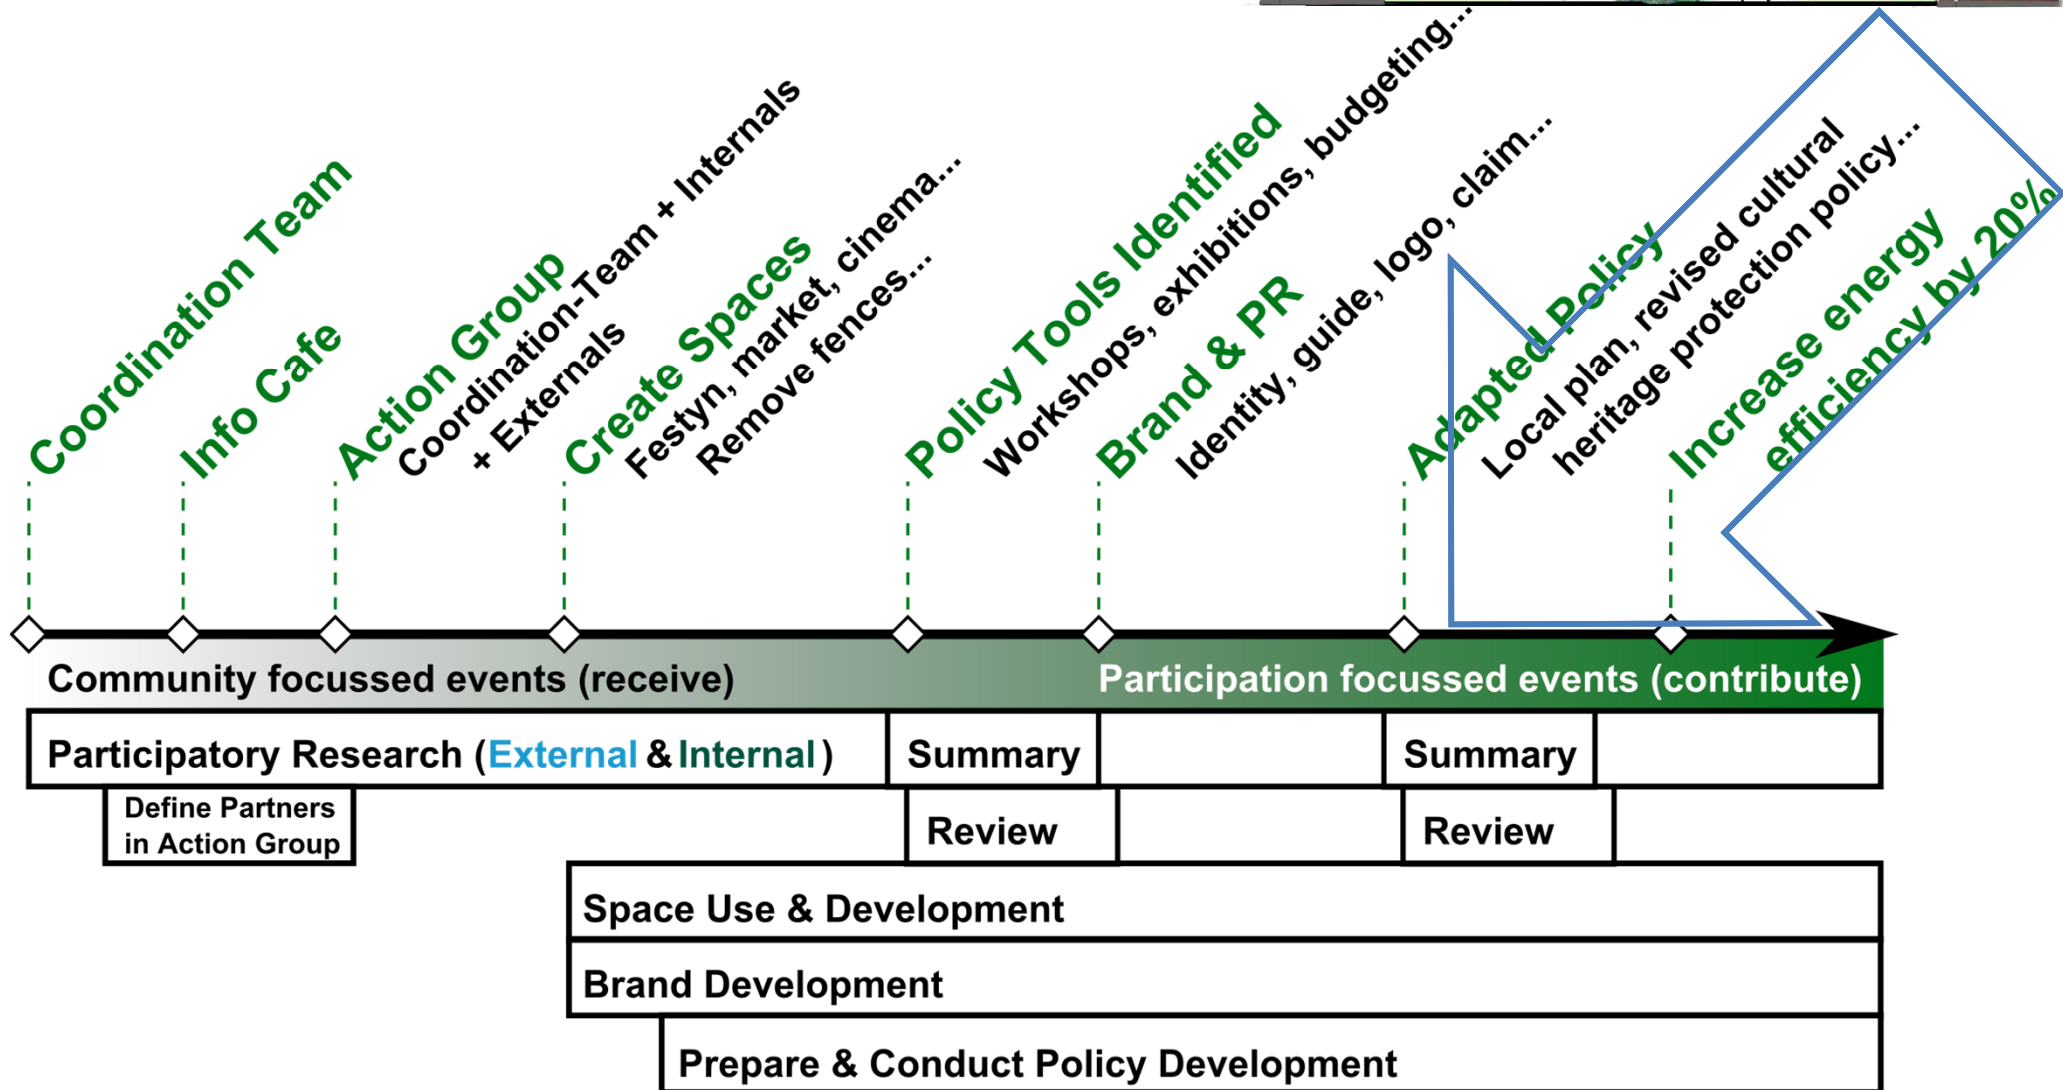 Coordination Team
Info Cafe
Action Group
Coordination-Team + Internals
+ Externals
Create Spaces
Festyn, market, cinema...
Remove fences...
Policy Tools Identified
Workshops, exhibitions, budgeting...
Brand & PR
Identity, guide, logo, claim...
Adapted Policy
Local plan, revised cultural
heritage protection policy...
Increase energy
efficiency by 20%
Community focussed events (receive)
Participation focussed events (contribute)
Participatory Research (External & Internal)
Summary
Summary
Define Partners
in Action Group
Review
Review
Space Use & Development
Brand Development
Prepare & Conduct Policy Development